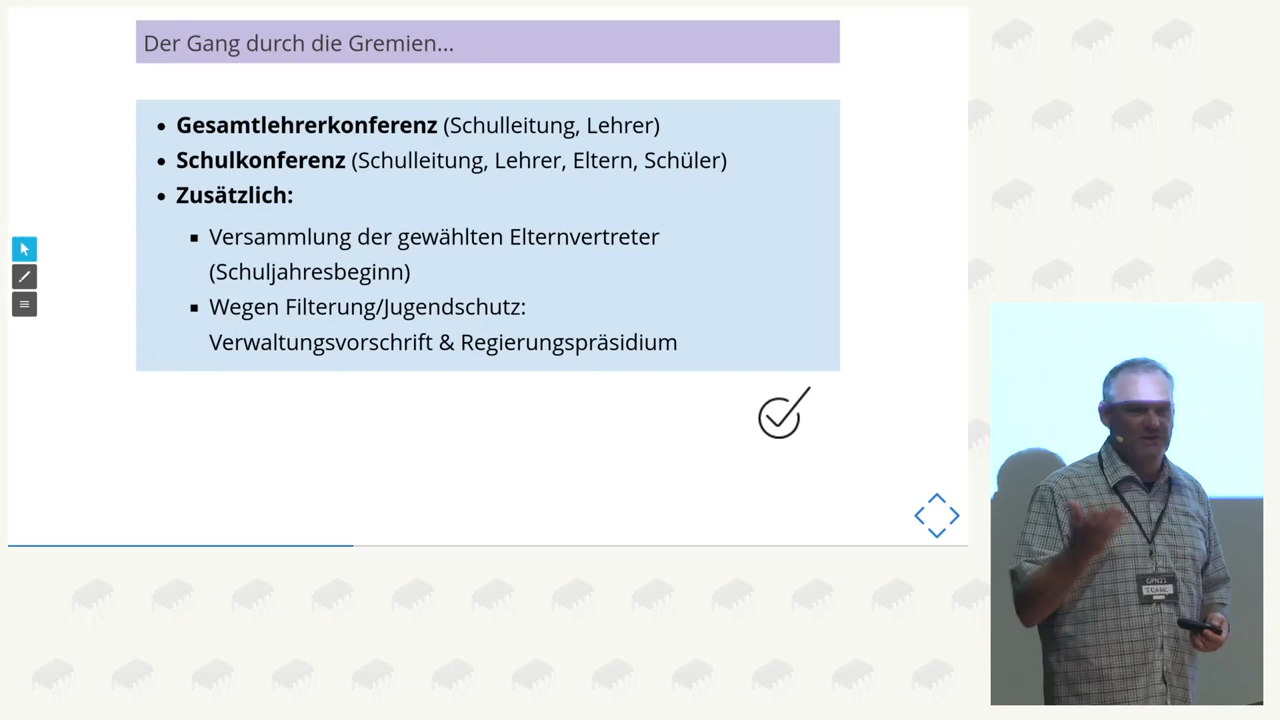 Der Gang durch die Gremien...
• Gesamtlehrerkonferenz (Schulleitung, Lehrer)
• Schulkonferenz (Schulleitung, Lehrer, Eltern, Schüler)
• Zusätzlich:
▪ Versammlung der gewählten Elternvertreter
(Schuljahresbeginn)
▪ Wegen Filterung/Jugendschutz:
Verwaltungsvorschrift & Regierungspräsidium
GPN21